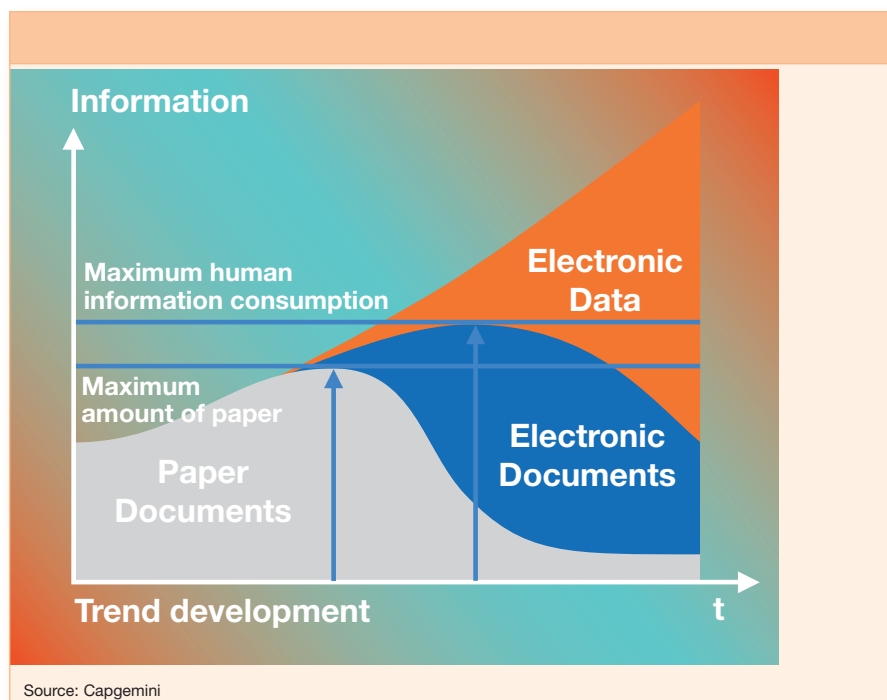 Information
Maximum human
information consumption
Electronic
Data
Maximum
amount of paper
Electronic
Documents
Paper
Documents
Trend development
t
Source: Capgemini